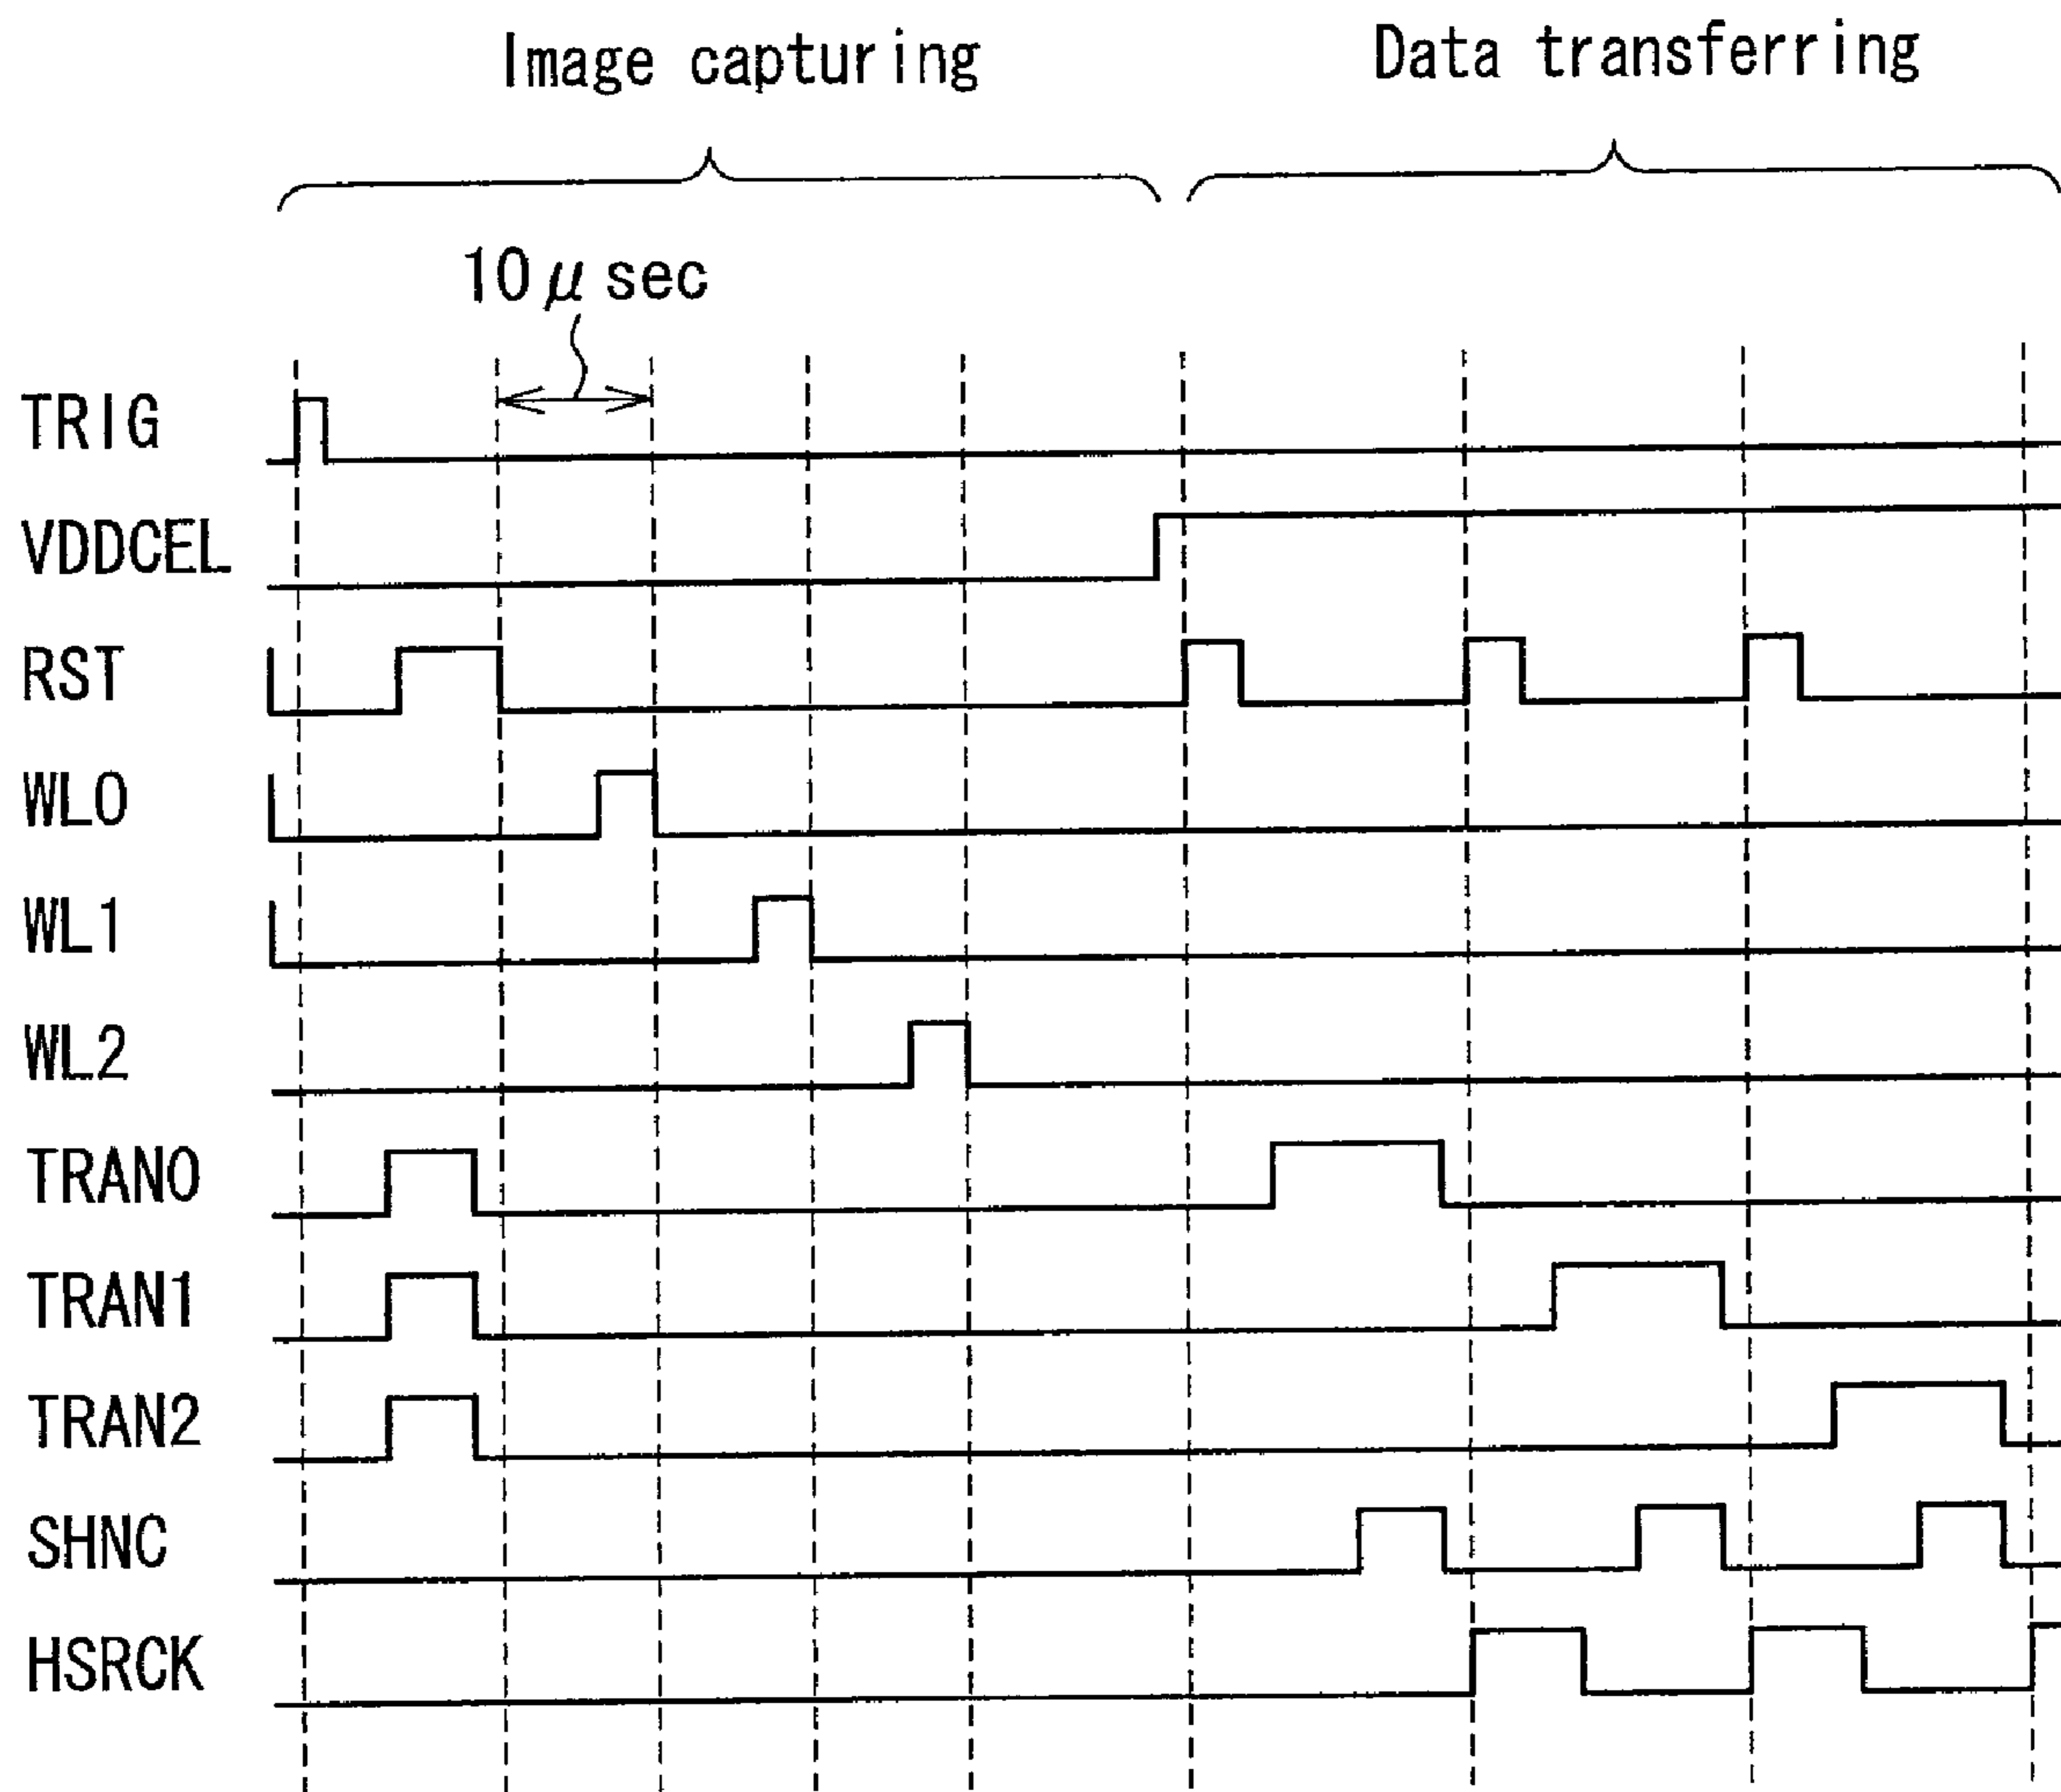 Image capturing
Data transferring
10μsec
TRIG
VDDCEL
RST
WL0
WL1
WL2
TRAN0
TRAN1
TRAN2
SHNC
HSRCK